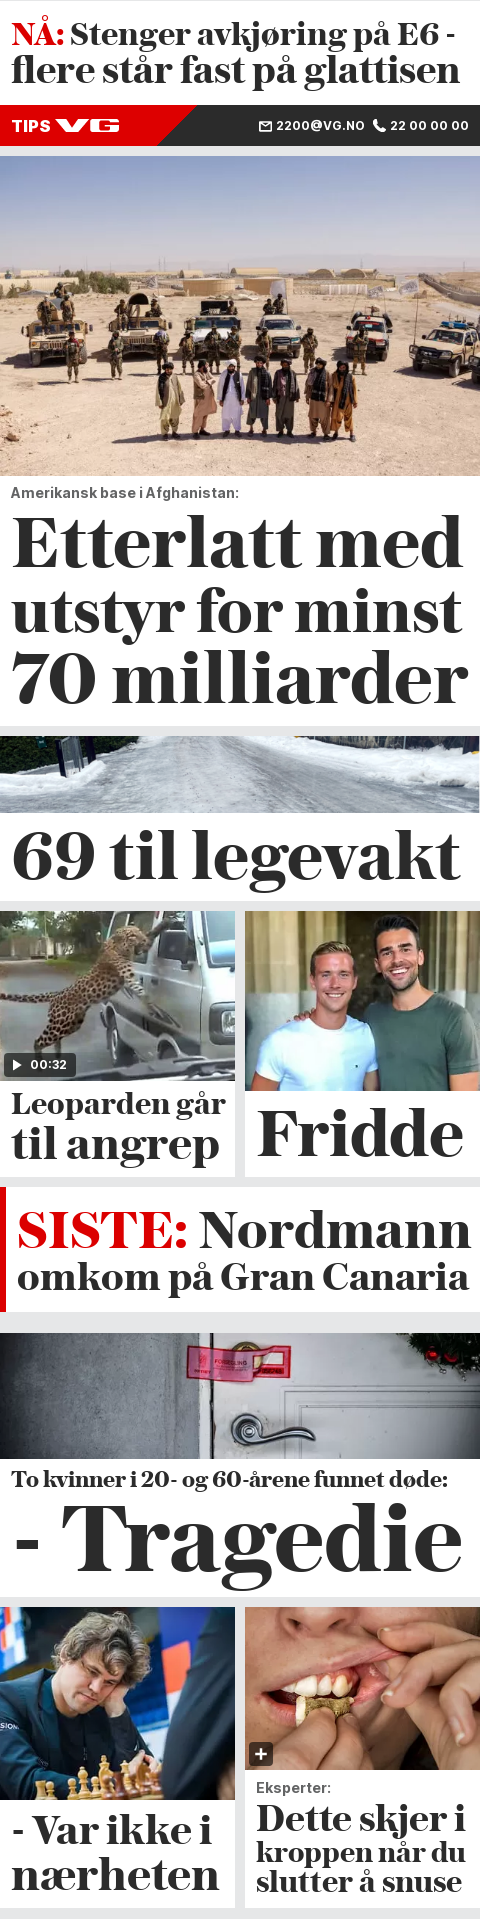 NÅ: Stenger avkjøring på E6 -
flere står fast på glattisen
TIPS VG
2200@VG.NO 22 00 00 00
Amerikansk base i Afghanistan:
Etterlatt med
utstyr for minst
70 milliarder
69 til legevakt
00:32
Leoparden går
til angrep
Fridde
SISTE: Nordmann
omkom på Gran Canaria
To kvinner i 20- og 60-årene funnet døde:
- Tragedie
- Var ikke i
nærheten
Eksperter:
Dette skjer i
kroppen når du
slutter å snuse